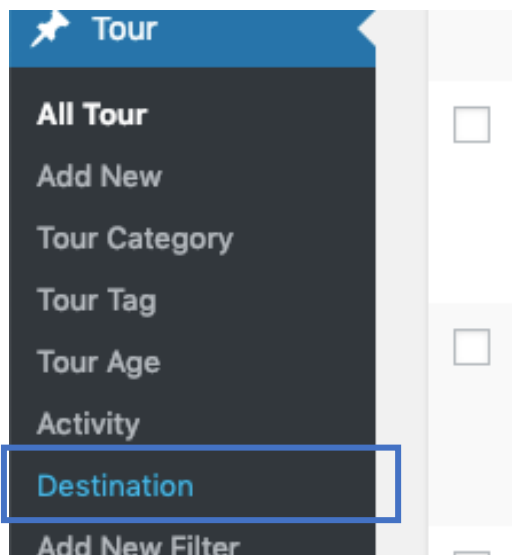 Tour
All Tour
Add New
Tour Category
Tour Tag
Tour Age
Activity
Destination
Add New Filter